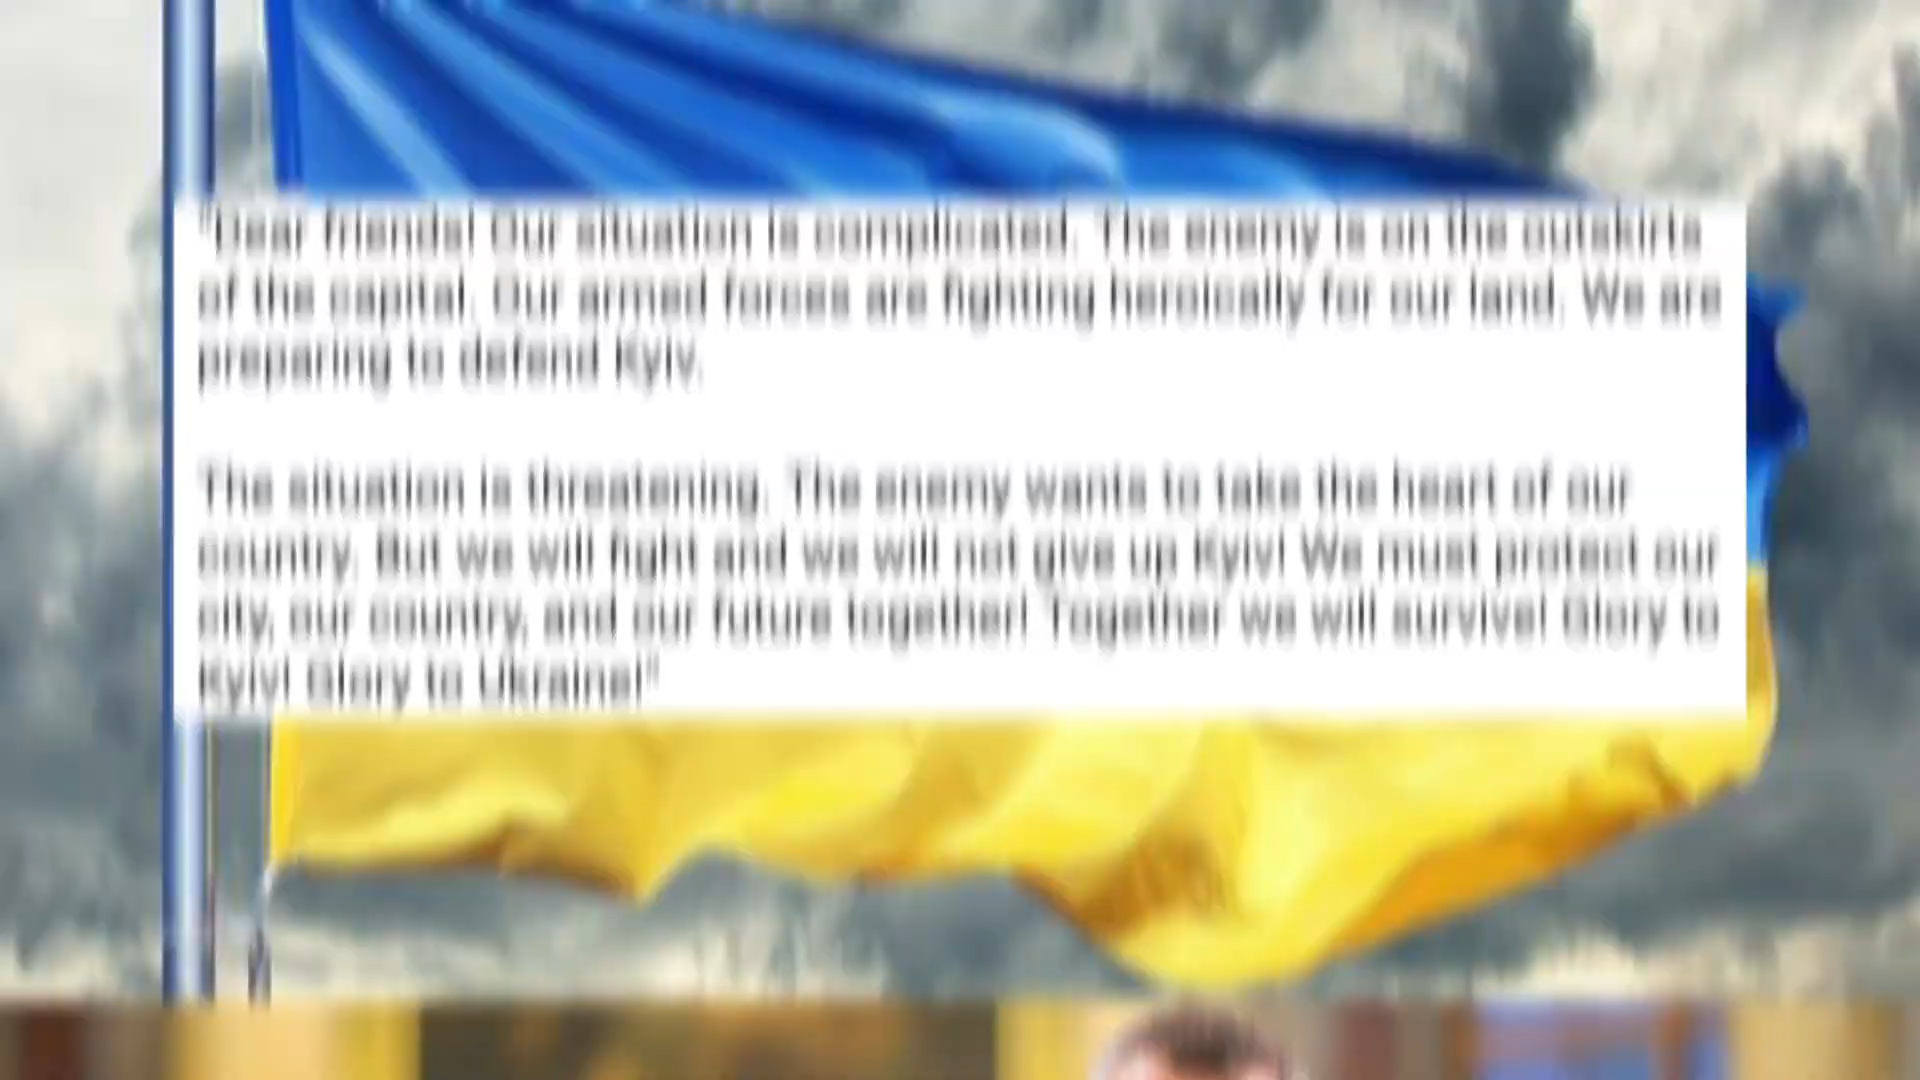 "Dear friends! Our situation is complicated. The enemy is on the outskirts
of the capital. Our armed forces are fighting heroically for our land. We are
preparing to defend Kyiv.
The situation is threatening. The enemy wants to take the heart of our
country. But we will fight and we will not give up Kyiv! We must protect our
city, our country, and our future together! Together we will survive! Glory to
Kyiv! Glory to Ukraine!"